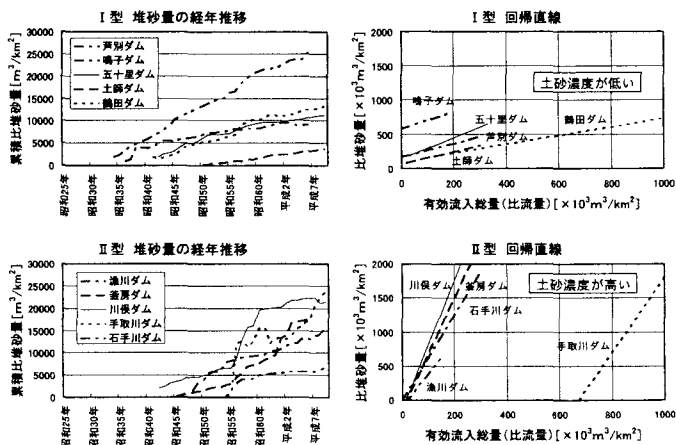 Ⅰ型 堆砂量の経年推移
累積比堆砂量[m³/km²]
30000
25000
20000
15000
10000
5000
0
芦別ダム
鳴子ダム
五十里ダム
土師ダム
鶴田ダム
昭和25年
昭和30年
昭和35年
昭和40年
昭和45年
昭和50年
昭和55年
昭和60年
平成2年
平成7年
Ⅰ型 回帰直線
比堆砂量[×10³m³/km²]
2000
1500
1000
500
0
土砂濃度が低い
鳴子ダム
五十里ダム
鶴田ダム
芦別ダム
土師ダム
0 200 400 600 800 1000
有効流入総量(比流量)[×10³m³/km²]
Ⅱ型 堆砂量の経年推移
累積比堆砂量[m³/km²]
30000
25000
20000
15000
10000
5000
0
漁川ダム
釜房ダム
川俣ダム
手取川ダム
石手川ダム
昭和25年
昭和30年
昭和35年
昭和40年
昭和45年
昭和50年
昭和55年
昭和60年
平成2年
平成7年
Ⅱ型 回帰直線
比堆砂量[×10³m³/km²]
2000
1500
1000
500
0
川俣ダム
釜房ダム
土砂濃度が高い
石手川ダム
手取川ダム
漁川ダム
0 200 400 600 800 1000
有効流入総量(比流量)[×10³m³/km²]